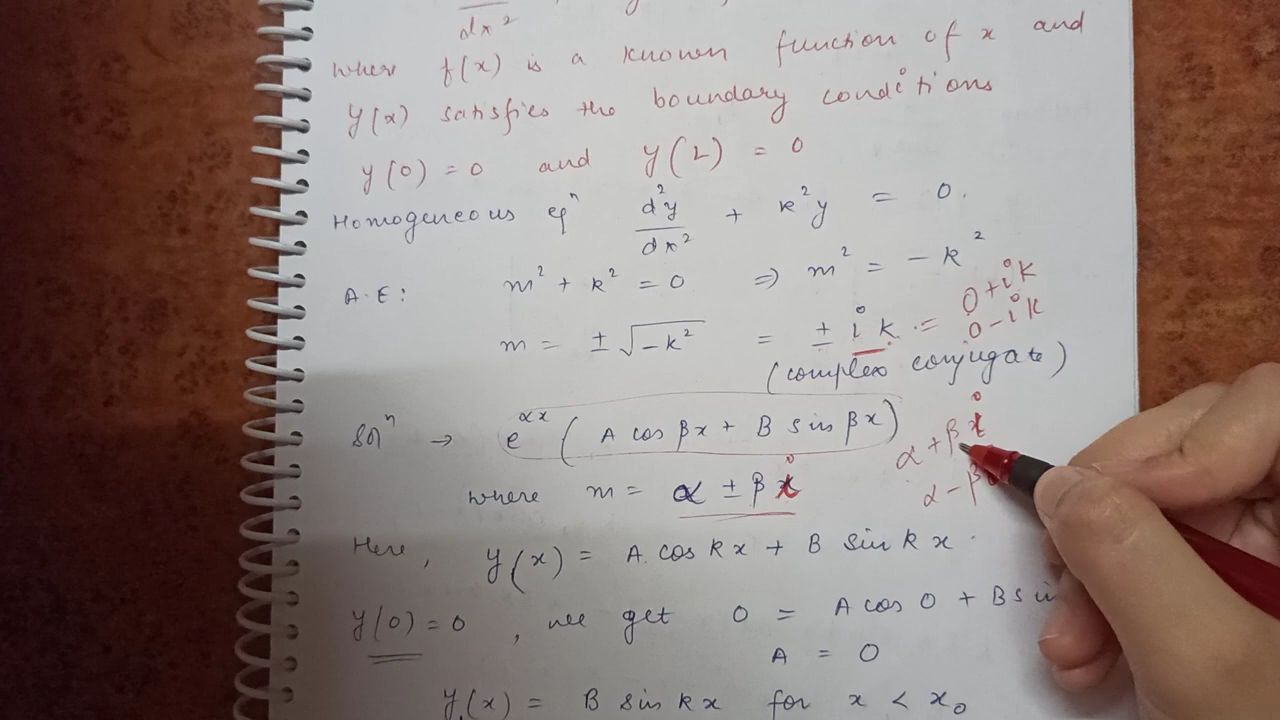 dx²
where f(x) is a known function of x and
y(x) satisfies the boundary conditions
y(0) = 0 and y(L) = 0
Homogeneous eqⁿ d²y/dx² + k²y = 0.
A.E: m² + k² = 0 ⇒ m² = - k²
m = ± √-k² = ± i k. = 0 + ik
0 - ik
(complex conjugate)
Solⁿ → e^αx (A cos βx + B sin βx)
α + β i
α - β
where m = α ± β i
Here, y(x) = A cos kx + B sin kx.
y(0) = 0, we get 0 = A cos 0 + B si
A = 0
y₁(x) = B sin kx for x < x₀